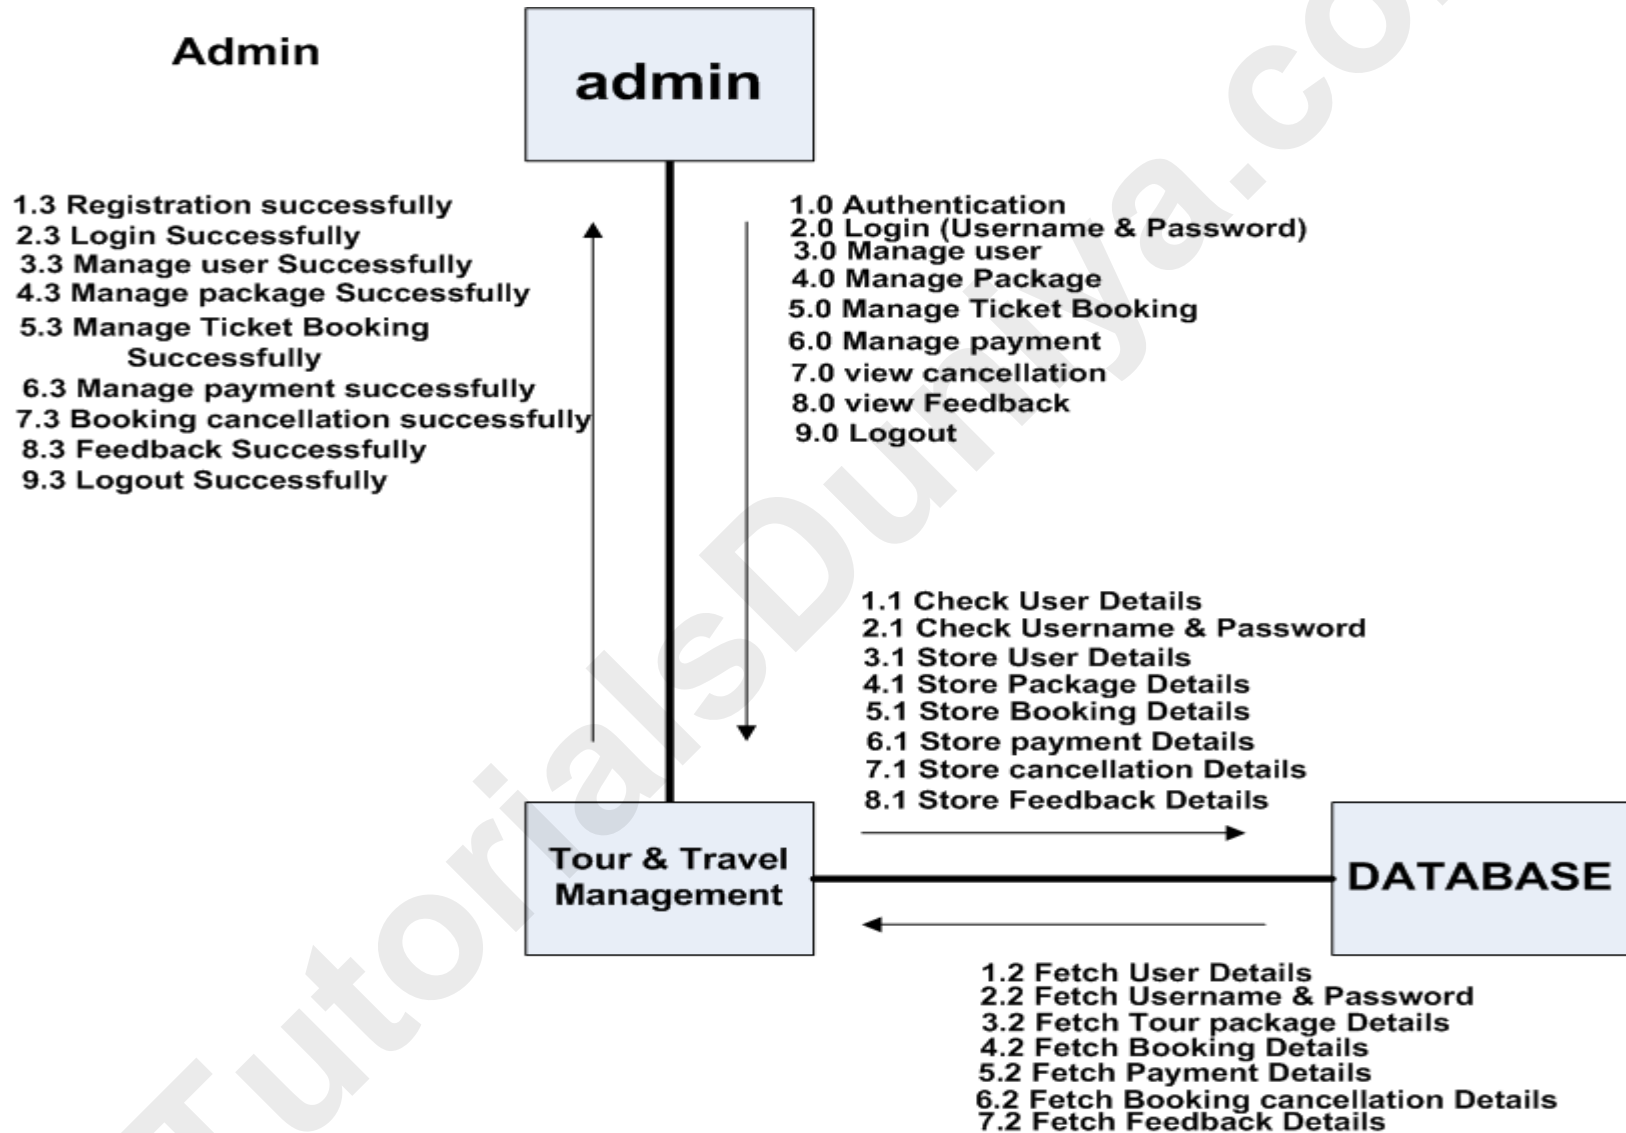 Admin
admin
1.3 Registration successfully
2.3 Login Successfully
3.3 Manage user Successfully
4.3 Manage package Successfully
5.3 Manage Ticket Booking
Successfully
6.3 Manage payment successfully
7.3 Booking cancellation successfully
8.3 Feedback Successfully
9.3 Logout Successfully
1.0 Authentication
2.0 Login (Username & Password)
3.0 Manage user
4.0 Manage Package
5.0 Manage Ticket Booking
6.0 Manage payment
7.0 view cancellation
8.0 view Feedback
9.0 Logout
1.1 Check User Details
2.1 Check Username & Password
3.1 Store User Details
4.1 Store Package Details
5.1 Store Booking Details
6.1 Store payment Details
7.1 Store cancellation Details
8.1 Store Feedback Details
Tour & Travel
Management
DATABASE
1.2 Fetch User Details
2.2 Fetch Username & Password
3.2 Fetch Tour package Details
4.2 Fetch Booking Details
5.2 Fetch Payment Details
6.2 Fetch Booking cancellation Details
7.2 Fetch Feedback Details
TutorialsDuniya.co